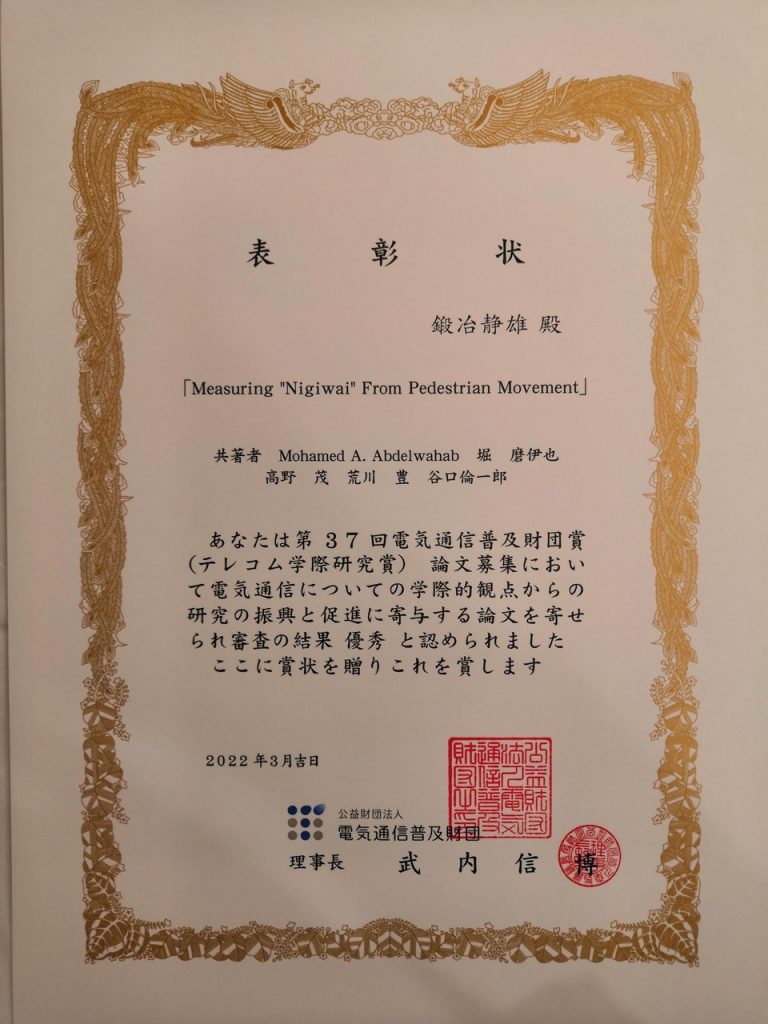 表彰状
鍛冶静雄 殿
「Measuring "Nigiwai" From Pedestrian Movement」
共著者 Mohamed A. Abdelwahab 堀 磨伊也
高野 茂 荒川 豊 谷口倫一郎
あなたは第37回電気通信普及財団賞
(テレコム学際研究賞) 論文募集におい
て電気通信についての学際的観点からの
研究の振興と促進に寄与する論文を寄せ
られ審査の結果 優秀 と認められました
ここに賞状を贈りこれを賞します
2022年3月吉日
公益財団法人
電気通信普及財団
理事長 武内信博